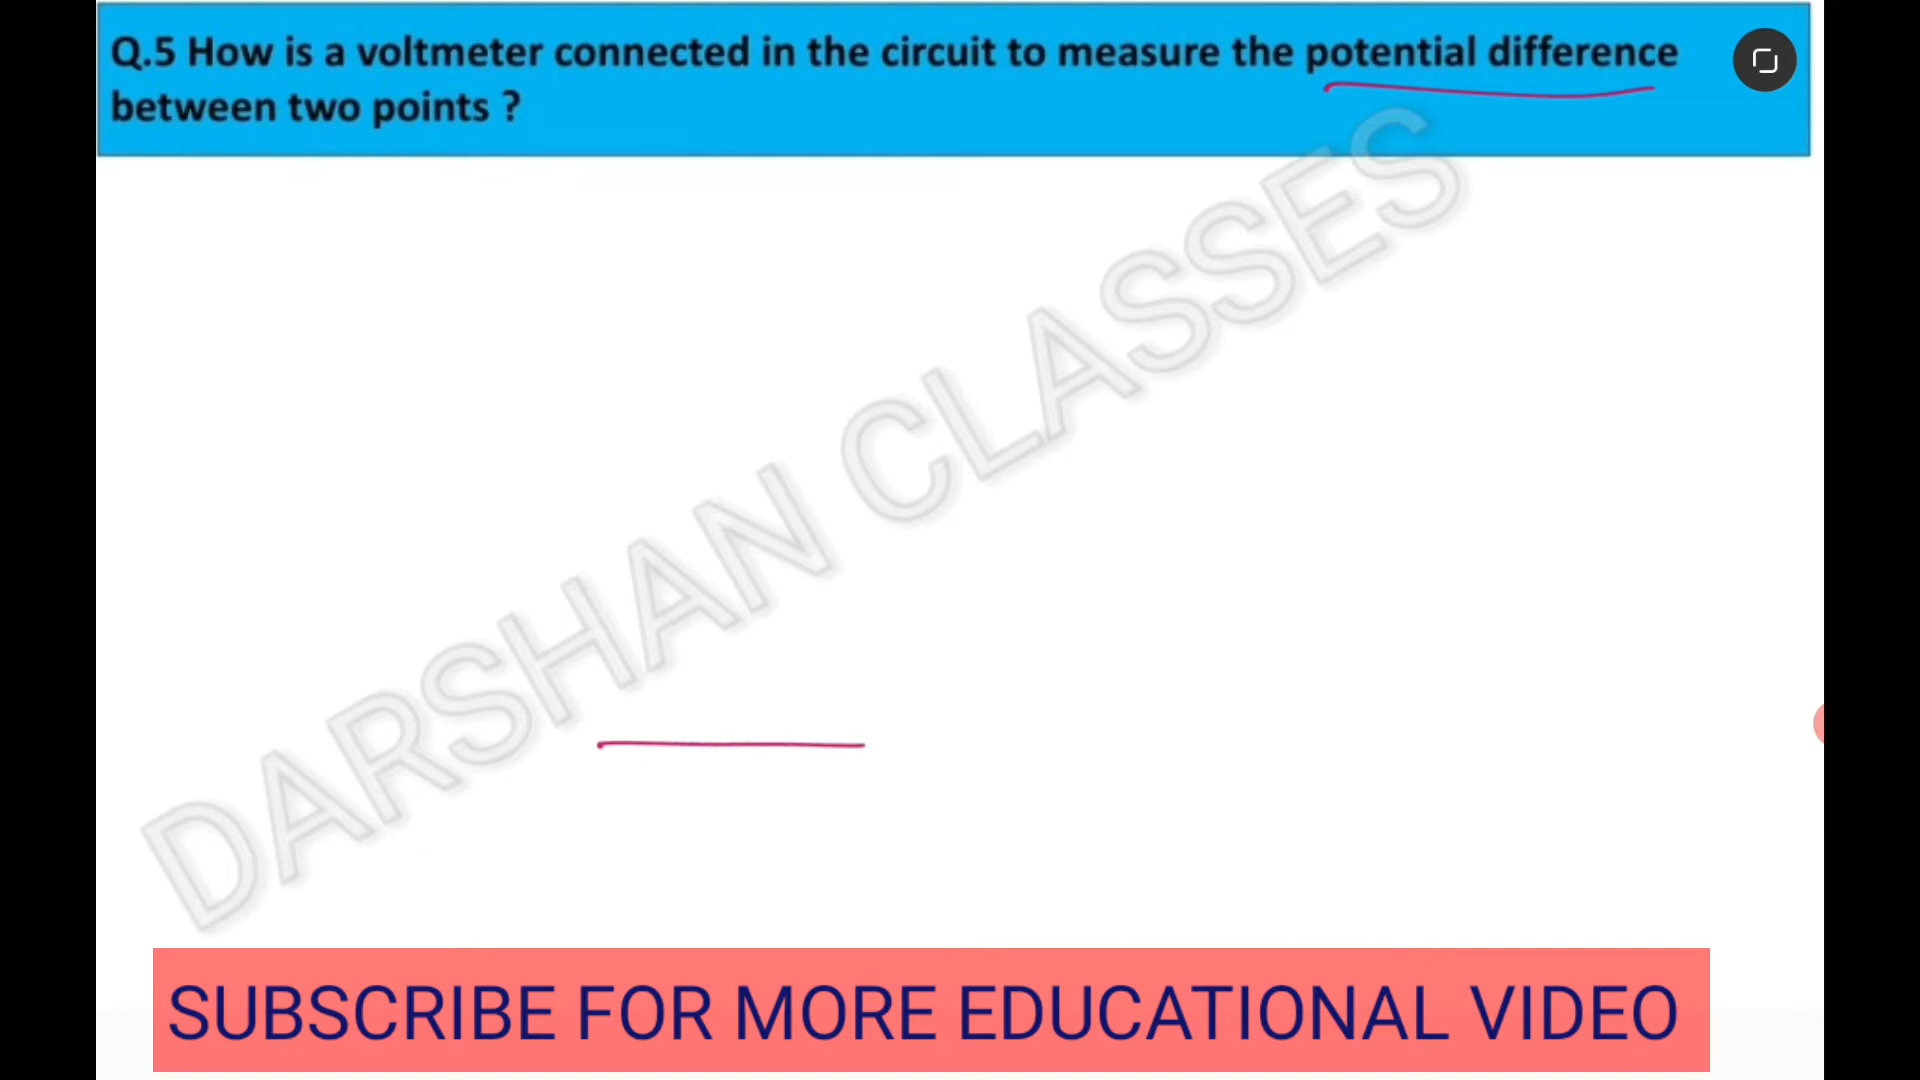 Q.5 How is a voltmeter connected in the circuit to measure the potential difference
between two points ?
DARSHAN CLASSES
SUBSCRIBE FOR MORE EDUCATIONAL VIDEO